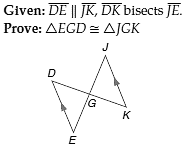 Given: DE ∥ JK, DK bisects JE.
Prove: △EGD ≅ △JGK
J
D
G
K
E